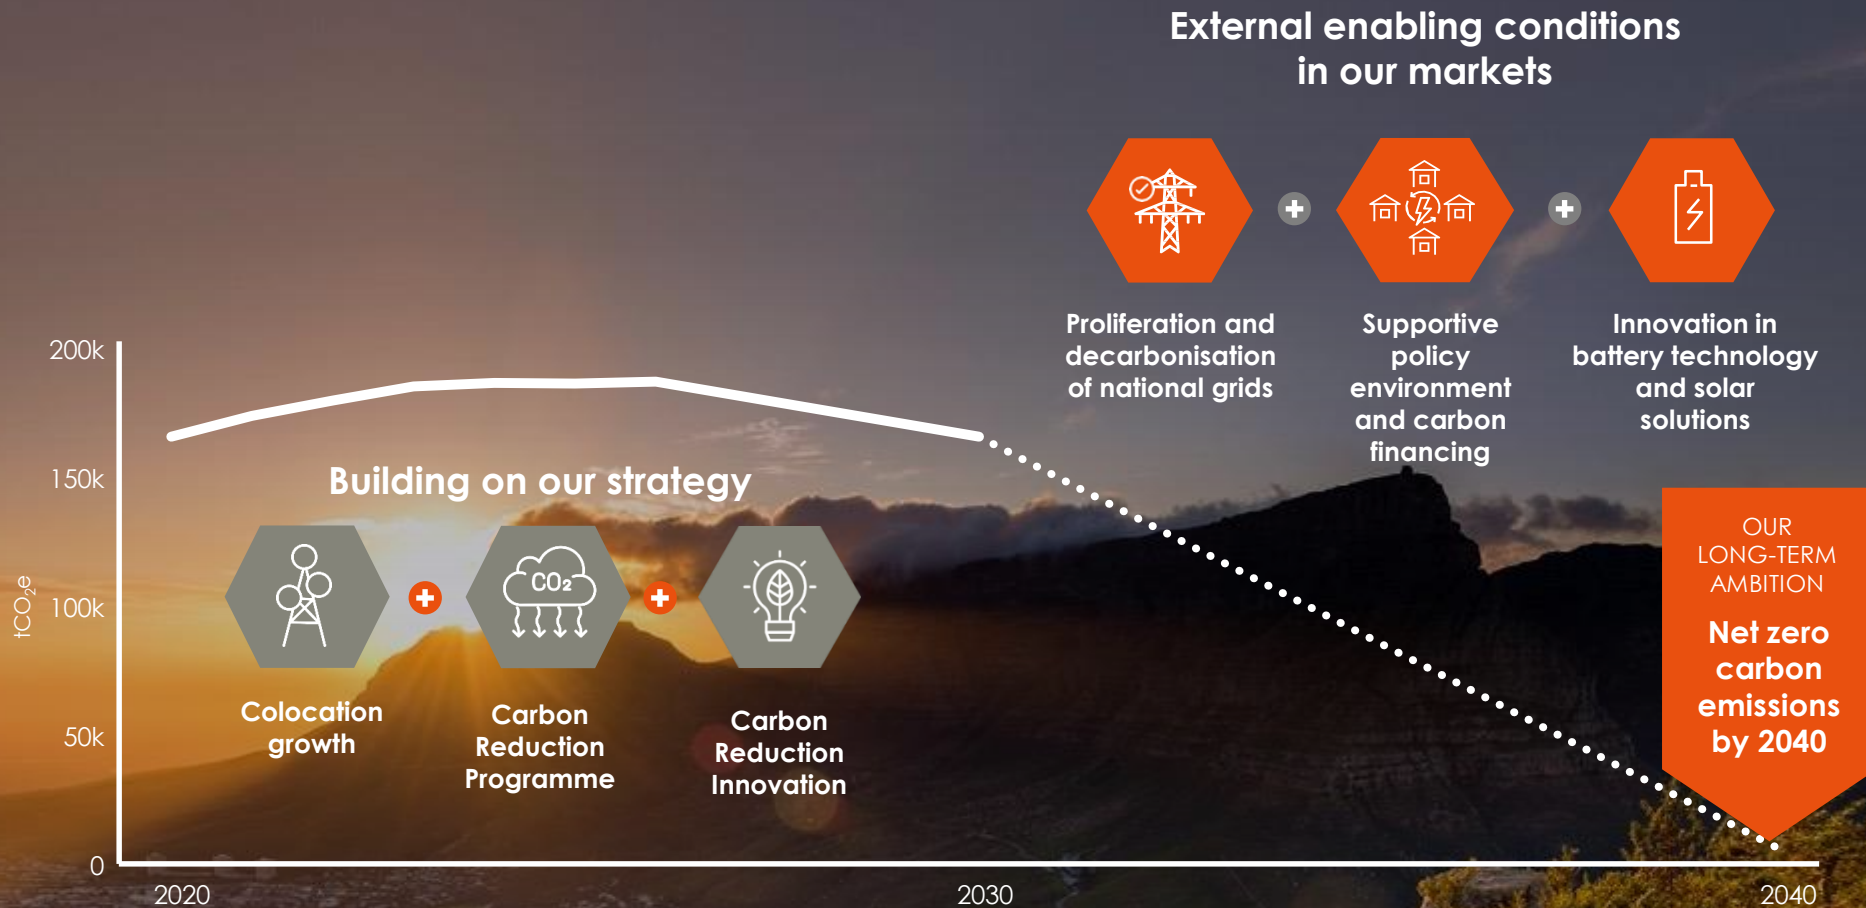 External enabling conditions
in our markets
Proliferation and
decarbonisation
of national grids
Supportive
policy
environment
and carbon
financing
Innovation in
battery technology
and solar
solutions
200k
150k
100k
50k
0
tCO₂e
Building on our strategy
CO₂
Colocation
growth
Carbon
Reduction
Programme
Carbon
Reduction
Innovation
OUR
LONG-TERM
AMBITION
Net zero
carbon
emissions
by 2040
2020
2030
2040